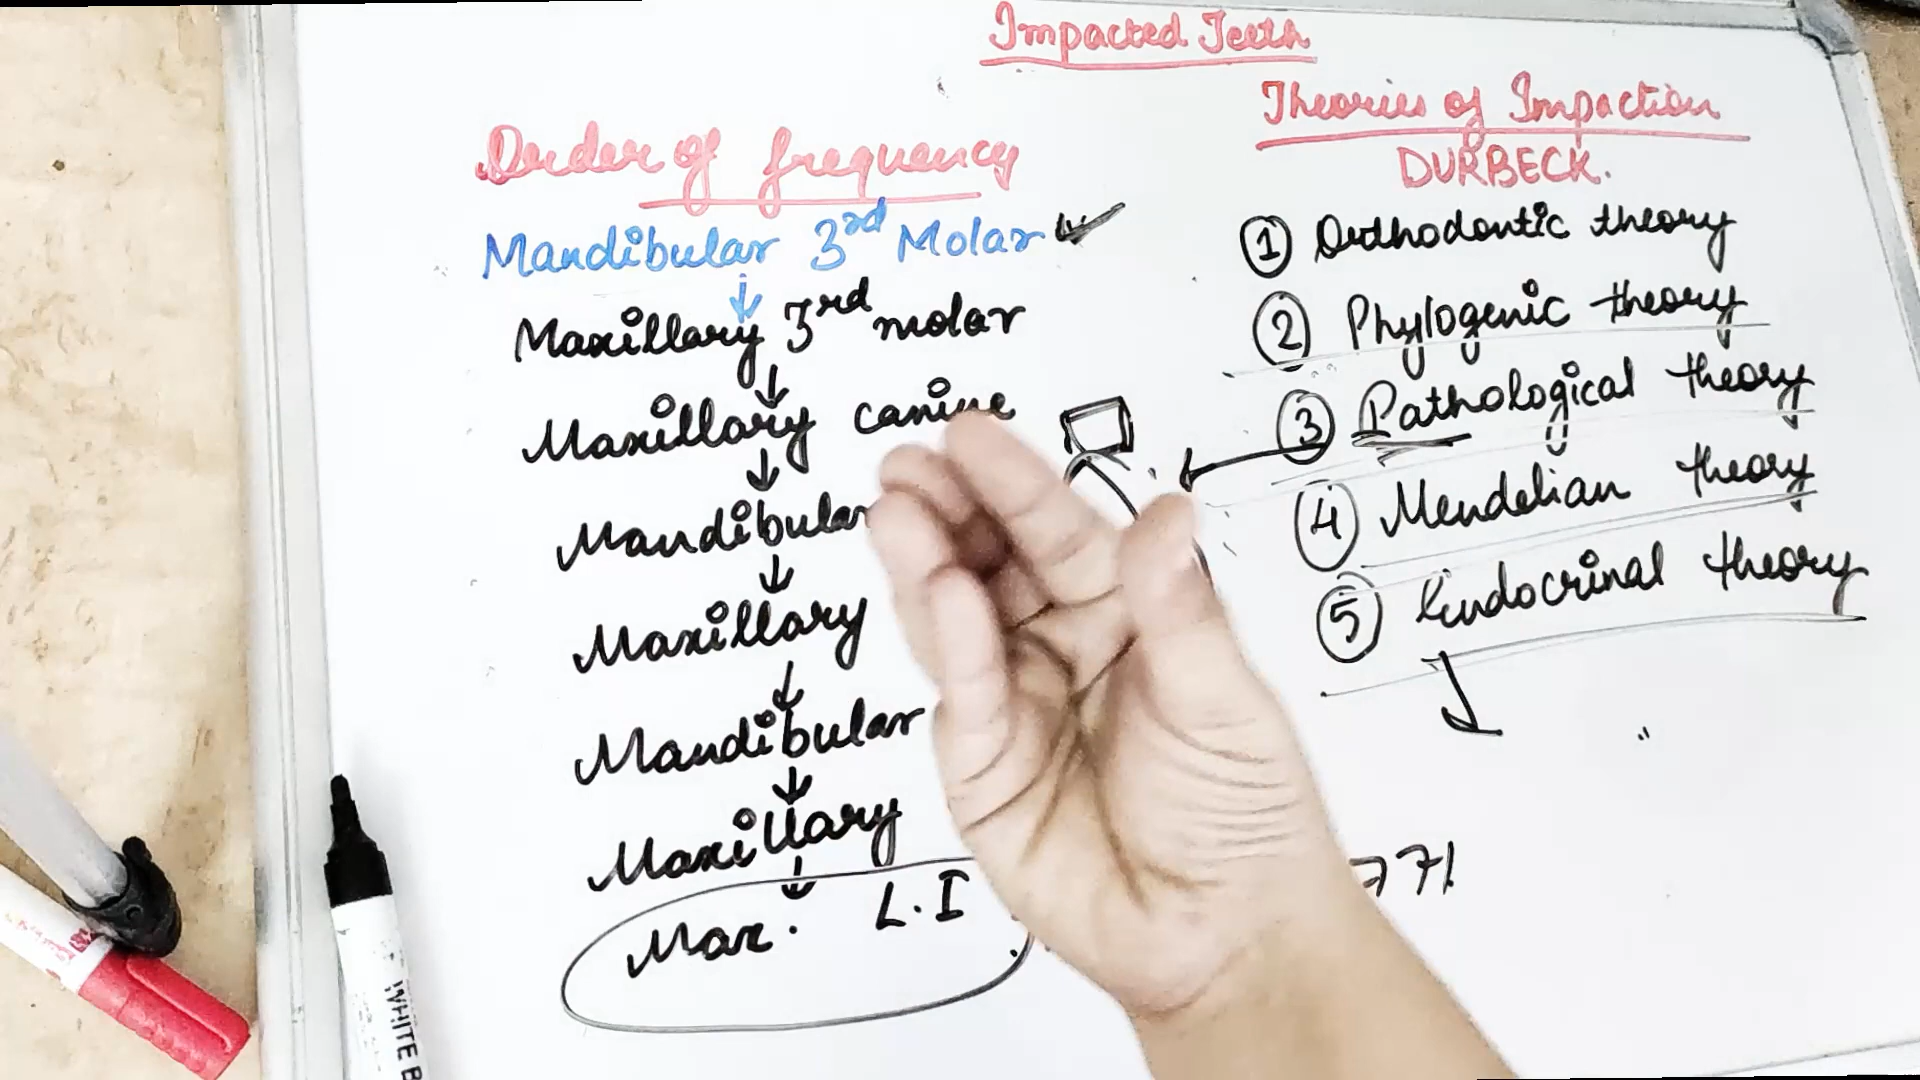 Impacted Teeth
Order of frequency
Mandibular 3rd Molar
Maxillary 3rd molar
Maxillary canine
Mandibular
Maxillary
Mandibular
Maxillary
Max. L.I
Theories of Impaction
DURBECK.
① Orthodontic theory
② Phylogenic theory
③ Pathological theory
④ Mendelian theory
⑤ Endocrinal theory
WHITE B